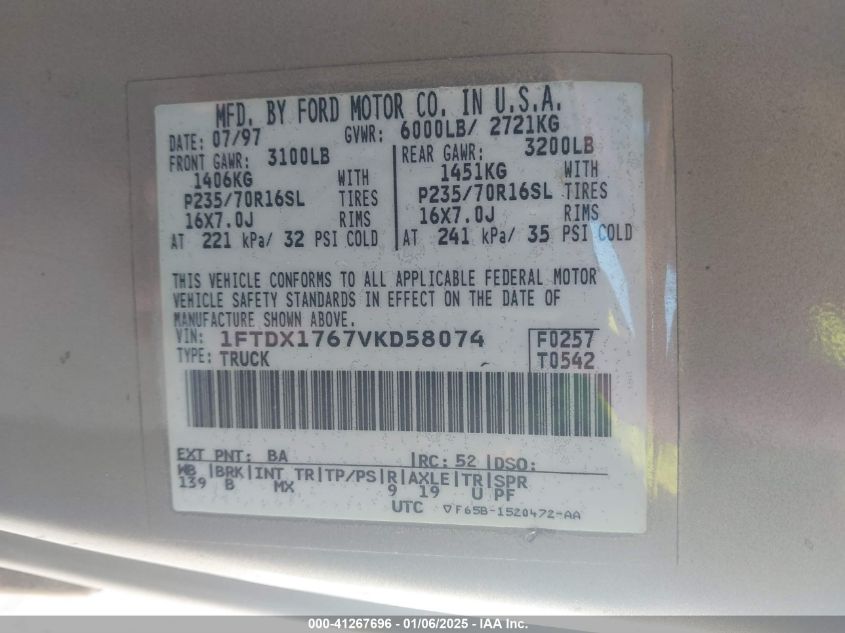 MFD. BY FORD MOTOR CO. IN U.S.A.
DATE: 07/97 GVWR: 6000LB/ 2721KG
FRONT GAWR: 3100LB REAR GAWR: 3200LB
1406KG WITH 1451KG WITH
P235/70R16SL TIRES P235/70R16SL TIRES
16X7.0J RIMS 16X7.0J RIMS
AT 221 kPa/ 32 PSI COLD AT 241 kPa/ 35 PSI COLD
THIS VEHICLE CONFORMS TO ALL APPLICABLE FEDERAL MOTOR
VEHICLE SAFETY STANDARDS IN EFFECT ON THE DATE OF
MANUFACTURE SHOWN ABOVE.
VIN: 1FTDX1767VKD58074 F0257
TYPE: TRUCK T0542
EXT PNT: BA RC: 52 DSO:
WB BRK INT TR TP/PS R AXLE TR SPR
139 B MX 9 19 U PF
UTC ▽F65B-1520472-AA
000-41267696 - 01/06/2025 - IAA Inc.